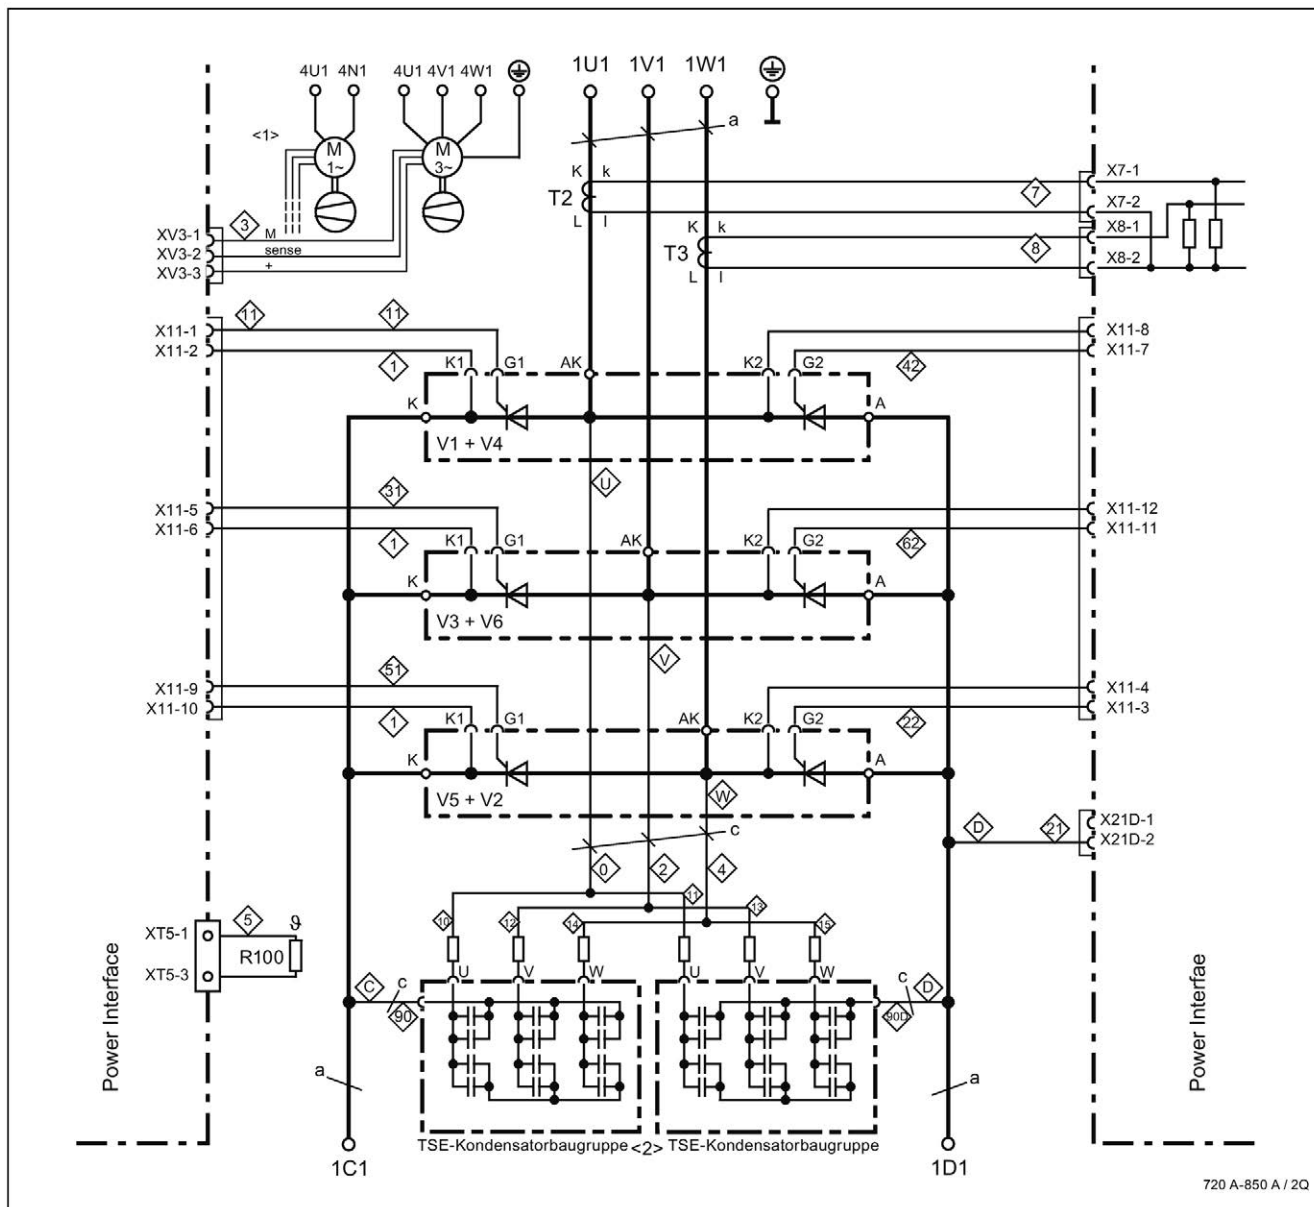 4U1 4N1 4U1 4V1 4W1 1U1 1V1 1W1
a
<1>
M
1~
M
3~
K k
T2
L l
K k
T3
L l
7
8
X7-1
X7-2
X8-1
X8-2
3
XV3-1 M
XV3-2 sense
XV3-3 +
11 11
X11-1
X11-2
1
K1 G1 AK K2 G2
42
X11-8
X11-7
K A
V1 + V4
U
31
X11-5
X11-6
1
K1 G1 AK K2 G2
62
X11-12
X11-11
K A
V3 + V6
V
51
X11-9
X11-10
1
K1 G1 AK K2 G2
22
X11-4
X11-3
K A
V5 + V2
W
c
0 2 4
D 21
X21D-1
X21D-2
10 12 14 11 13 15
5 ϑ
XT5-1
R100
XT5-3
U V W U V W
C c
90
c D
90D
a a
Power Interface
Power Interfae
TSE-Kondensatorbaugruppe <2> TSE-Kondensatorbaugruppe
1C1 1D1
720 A-850 A / 2Q